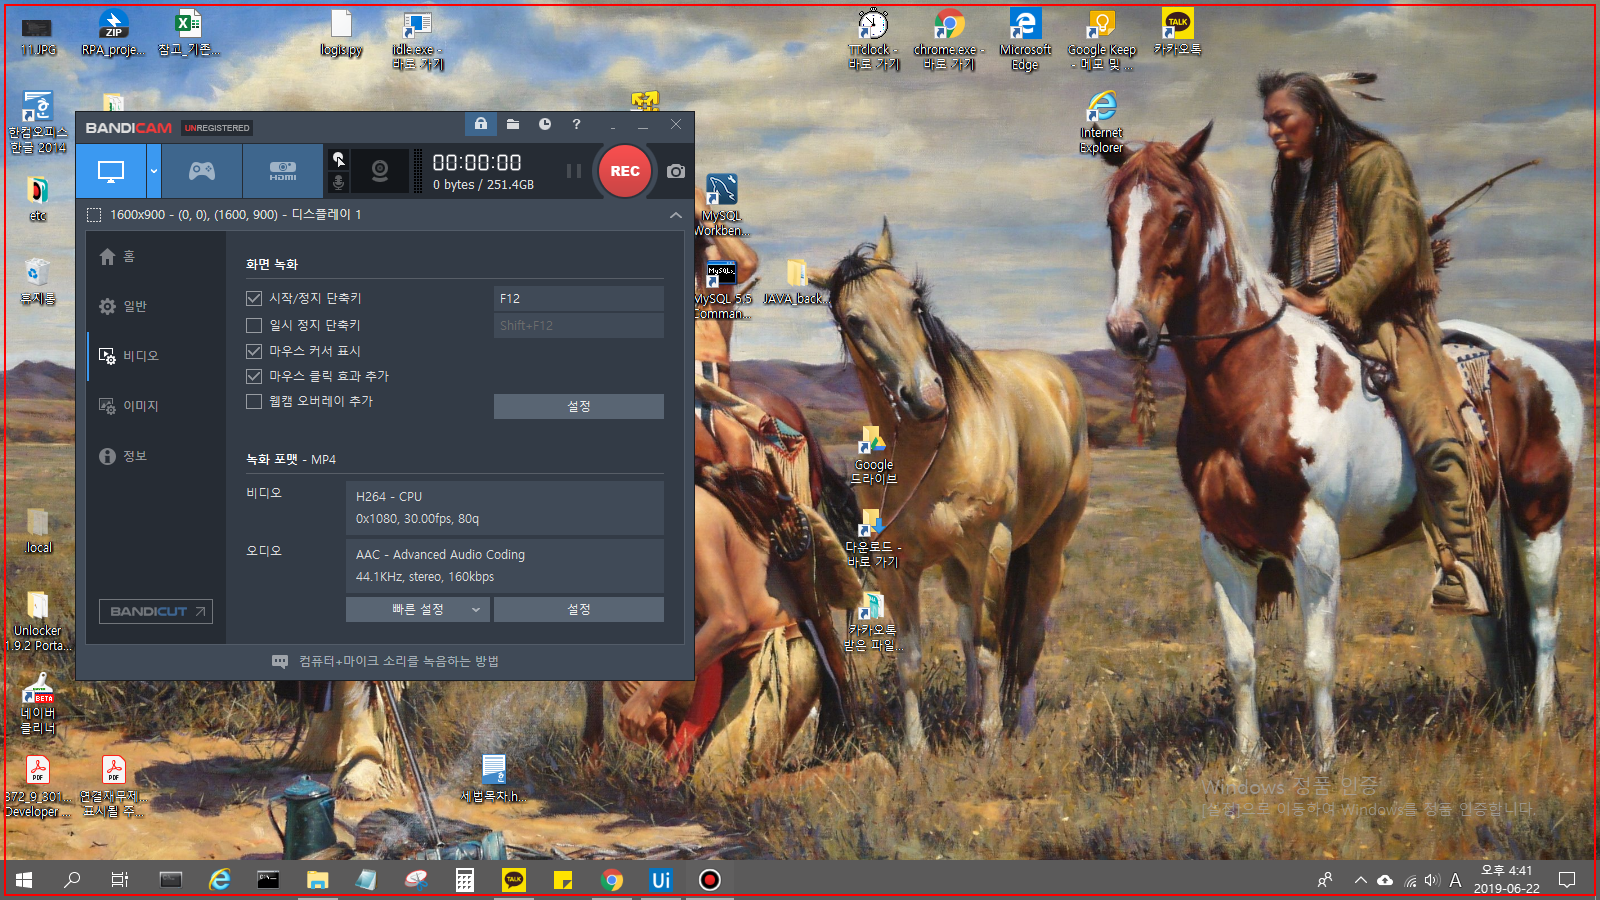 11.JPG
ZIP
RPA_proje...
참고_기존...
logis.py
idle.exe -
바로 가기
TTclock -
바로 가기
chrome.exe -
바로 가기
Microsoft
Edge
Google Keep
- 메모 및 ...
TALK
카카오톡
한컴오피스
한글 2014
Internet
Explorer
etc
휴지통
.local
Unlocker
1.9.2 Porta...
BETA
네이버
클리너
PDF
372_9_301...
Developer ...
PDF
연결재무제...
표시될 주...
세법목차.h...
MySQL
Workben...
MySQL 5.5
Comman...
JAVA_back...
Google
드라이브
다운로드 -
바로 가기
카카오톡
받은 파일...
BANDICAM UNREGISTERED
?
HDMI
00:00:00
0 bytes / 251.4GB
REC
1600x900 - (0, 0), (1600, 900) - 디스플레이 1
홈
일반
비디오
이미지
정보
BANDICUT
화면 녹화
시작/정지 단축키
F12
일시 정지 단축키
Shift+F12
마우스 커서 표시
마우스 클릭 효과 추가
웹캠 오버레이 추가
설정
녹화 포맷 - MP4
비디오
H264 - CPU
0x1080, 30.00fps, 80q
오디오
AAC - Advanced Audio Coding
44.1KHz, stereo, 160kbps
빠른 설정
설정
컴퓨터+마이크 소리를 녹음하는 방법
Windows 정품 인증
[설정]으로 이동하여 Windows를 정품 인증합니다.
TALK
Ui
A
오후 4:41
2019-06-22